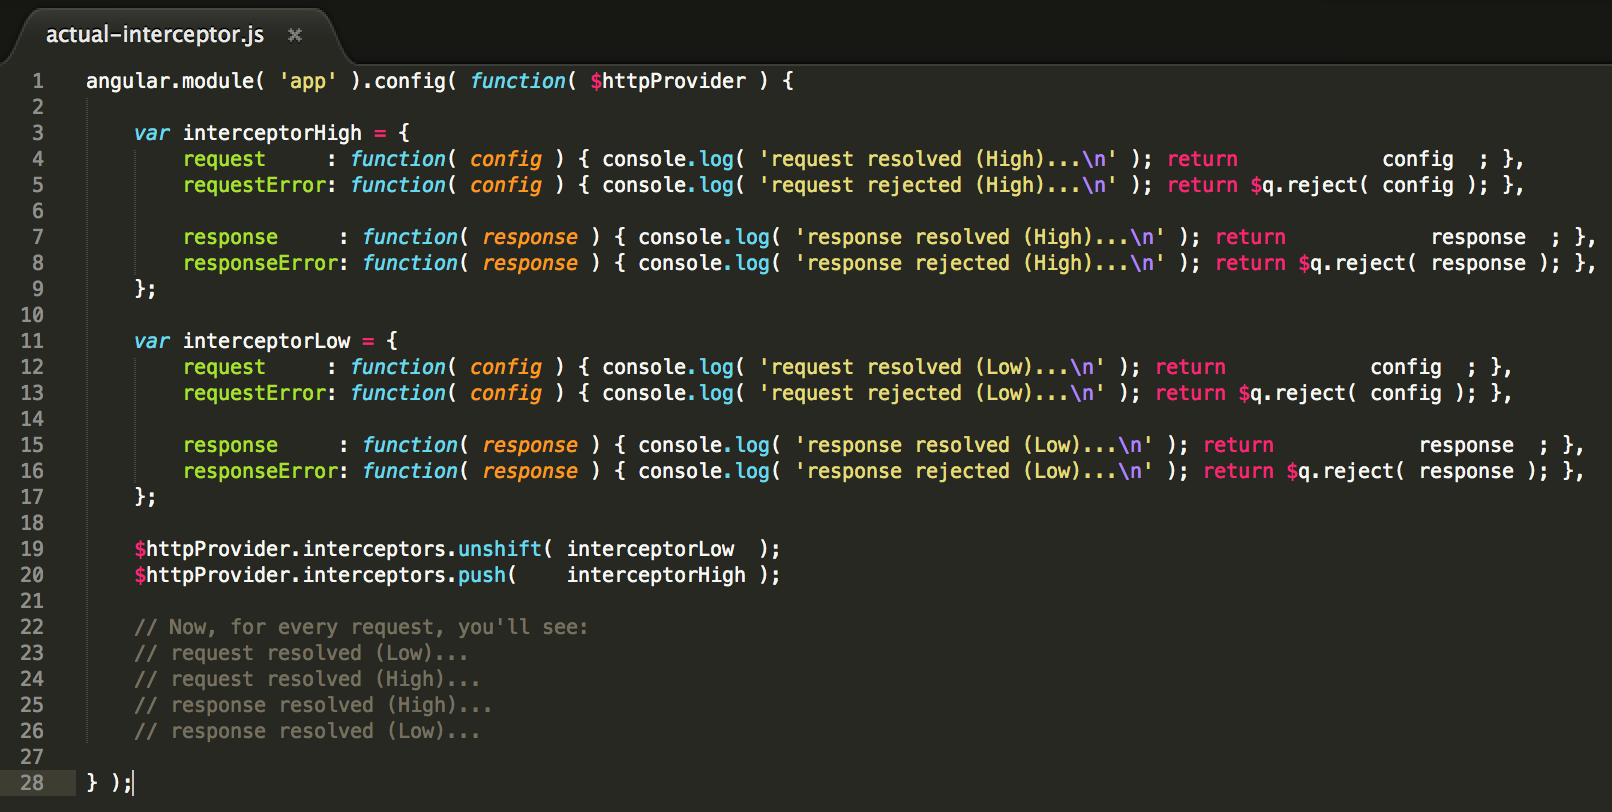 actual-interceptor.js ×
1 angular.module( 'app' ).config( function( $httpProvider ) {
2
3     var interceptorHigh = {
4         request     : function( config ) { console.log( 'request resolved (High)...\n' ); return            config  ; },
5         requestError: function( config ) { console.log( 'request rejected (High)...\n' ); return $q.reject( config ); },
6
7         response     : function( response ) { console.log( 'response resolved (High)...\n' ); return            response  ; },
8         responseError: function( response ) { console.log( 'response rejected (High)...\n' ); return $q.reject( response ); },
9     };
10
11     var interceptorLow = {
12         request     : function( config ) { console.log( 'request resolved (Low)...\n' ); return            config  ; },
13         requestError: function( config ) { console.log( 'request rejected (Low)...\n' ); return $q.reject( config ); },
14
15         response     : function( response ) { console.log( 'response resolved (Low)...\n' ); return            response  ; },
16         responseError: function( response ) { console.log( 'response rejected (Low)...\n' ); return $q.reject( response ); },
17     };
18
19     $httpProvider.interceptors.unshift( interceptorLow  );
20     $httpProvider.interceptors.push(    interceptorHigh );
21
22     // Now, for every request, you'll see:
23     // request resolved (Low)...
24     // request resolved (High)...
25     // response resolved (High)...
26     // response resolved (Low)...
27
28 } );